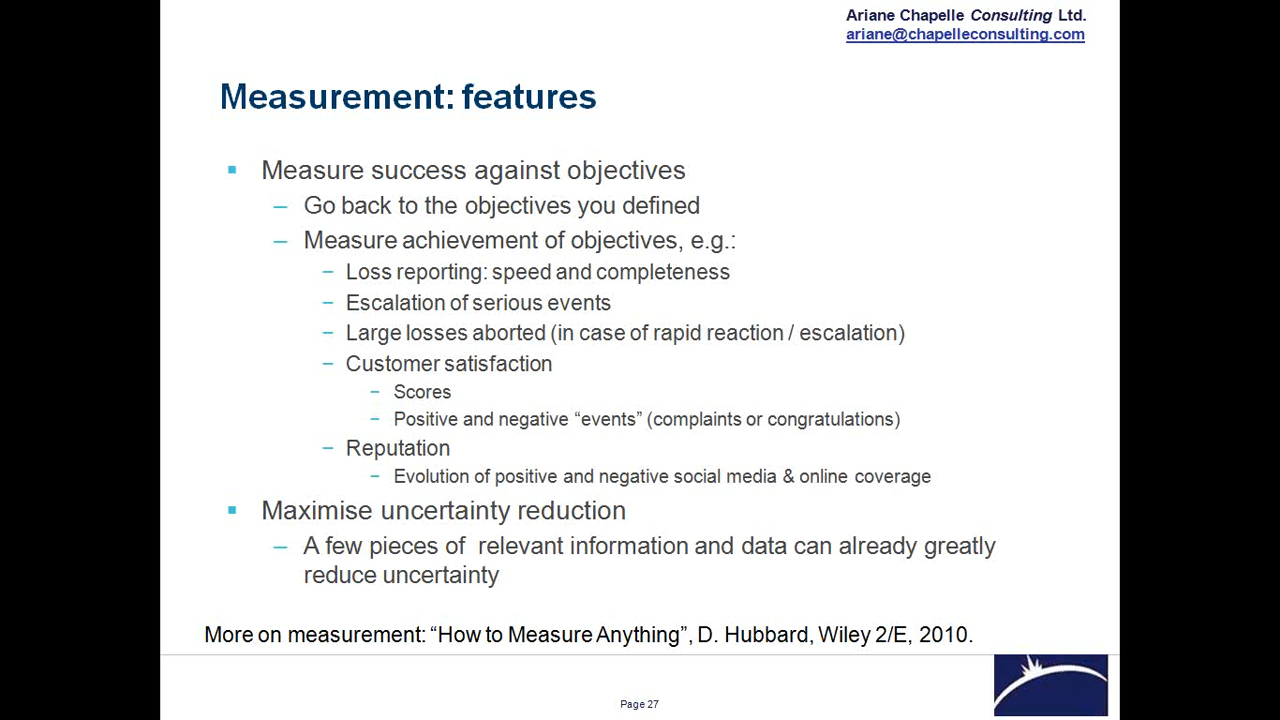 Ariane Chapelle Consulting Ltd.
ariane@chapelleconsulting.com
Measurement: features
▪ Measure success against objectives
– Go back to the objectives you defined
– Measure achievement of objectives, e.g.:
− Loss reporting: speed and completeness
− Escalation of serious events
− Large losses aborted (in case of rapid reaction / escalation)
− Customer satisfaction
− Scores
− Positive and negative “events” (complaints or congratulations)
− Reputation
− Evolution of positive and negative social media & online coverage
▪ Maximise uncertainty reduction
– A few pieces of relevant information and data can already greatly
reduce uncertainty
More on measurement: “How to Measure Anything”, D. Hubbard, Wiley 2/E, 2010.
Page 27